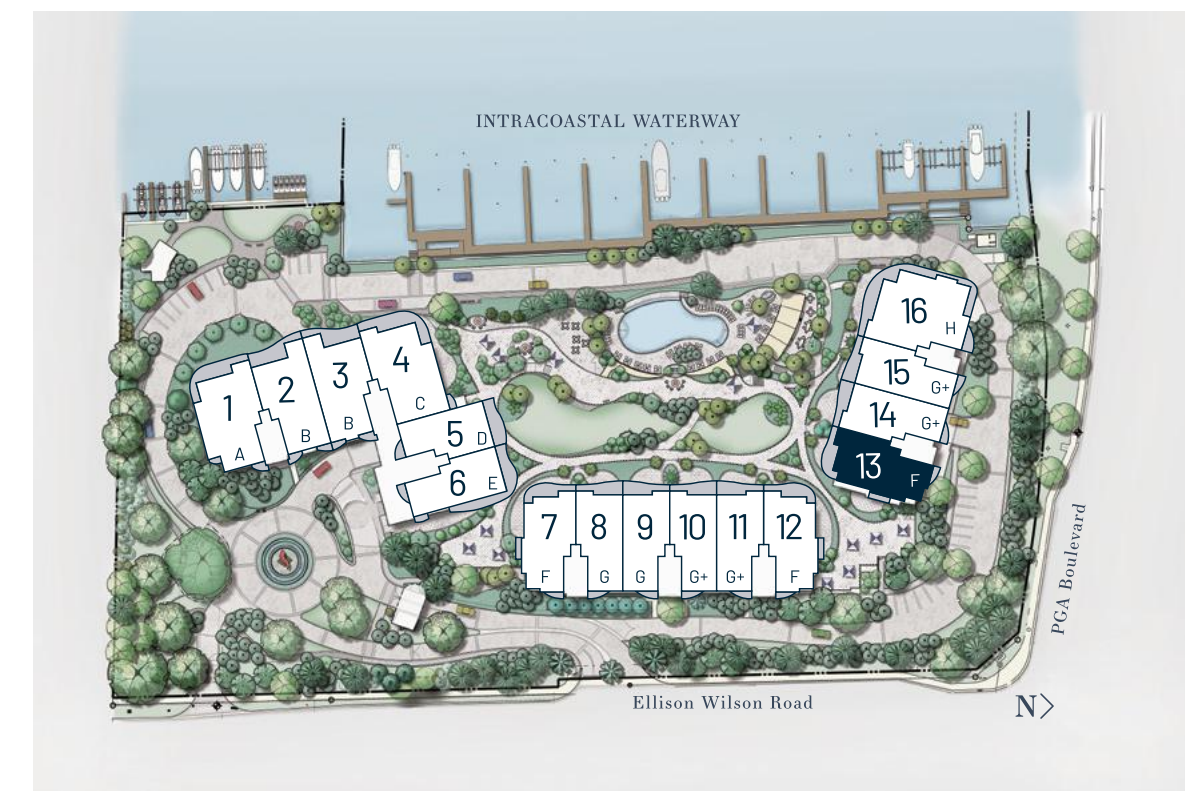 INTRACOASTAL WATERWAY
1
A
2
B
3
B
4
C
5
D
6
E
7
F
8
G
9
G
10
G+
11
G+
12
F
16
H
15
G+
14
G+
13
F
PGA Boulevard
Ellison Wilson Road
N